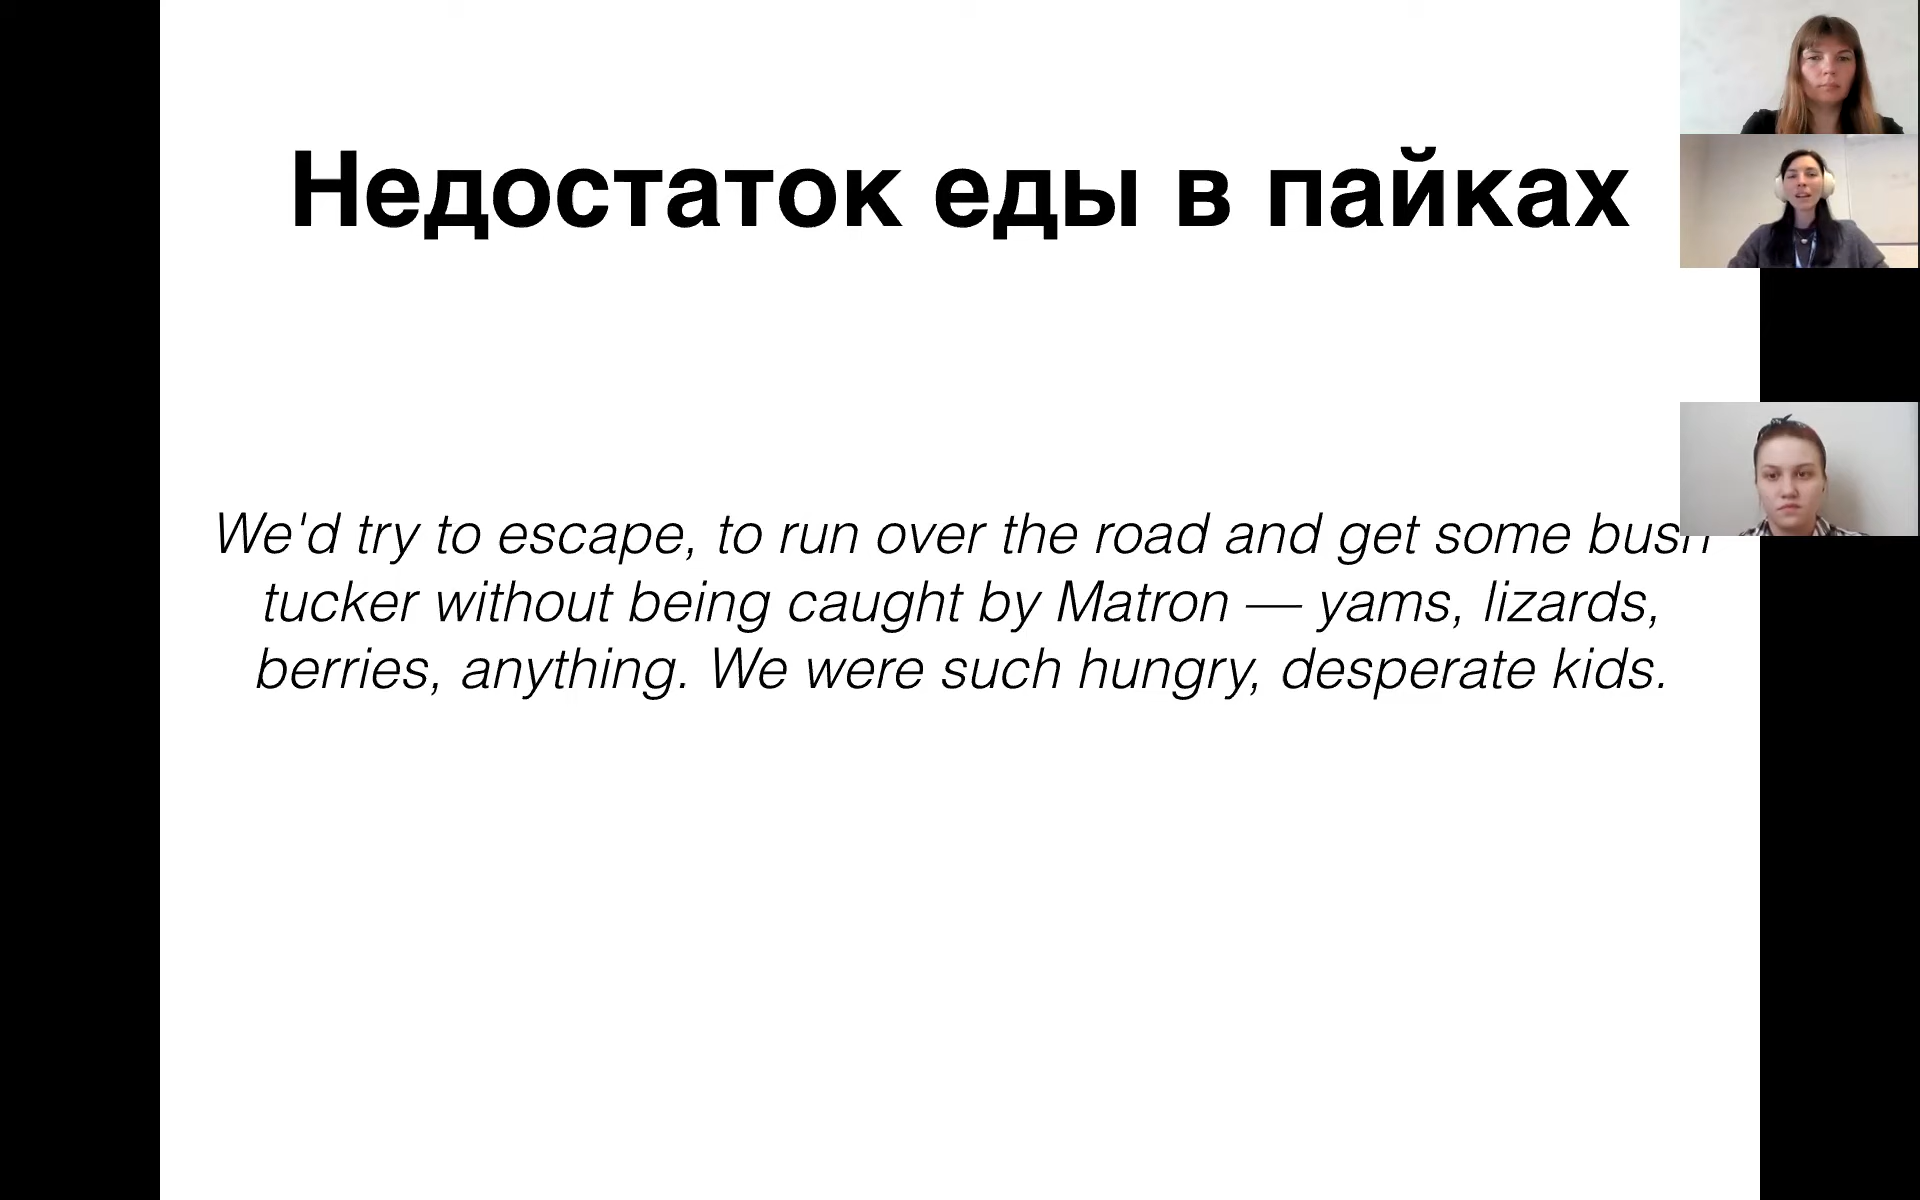 Недостаток еды в пайках
We'd try to escape, to run over the road and get some bush
tucker without being caught by Matron — yams, lizards,
berries, anything. We were such hungry, desperate kids.